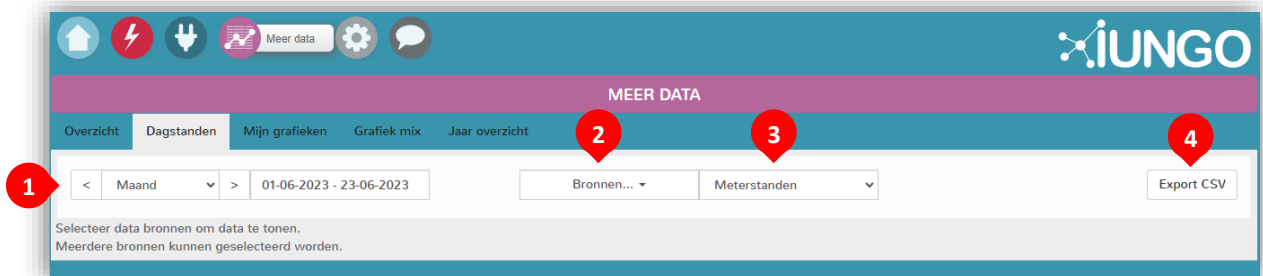 Meer data
iUNGO
MEER DATA
Overzicht Dagstanden Mijn grafieken Grafiek mix Jaar overzicht
2 3 4
1 < Maand > 01-06-2023 - 23-06-2023 Bronnen... Meterstanden Export CSV
Selecteer data bronnen om data te tonen.
Meerdere bronnen kunnen geselecteerd worden.